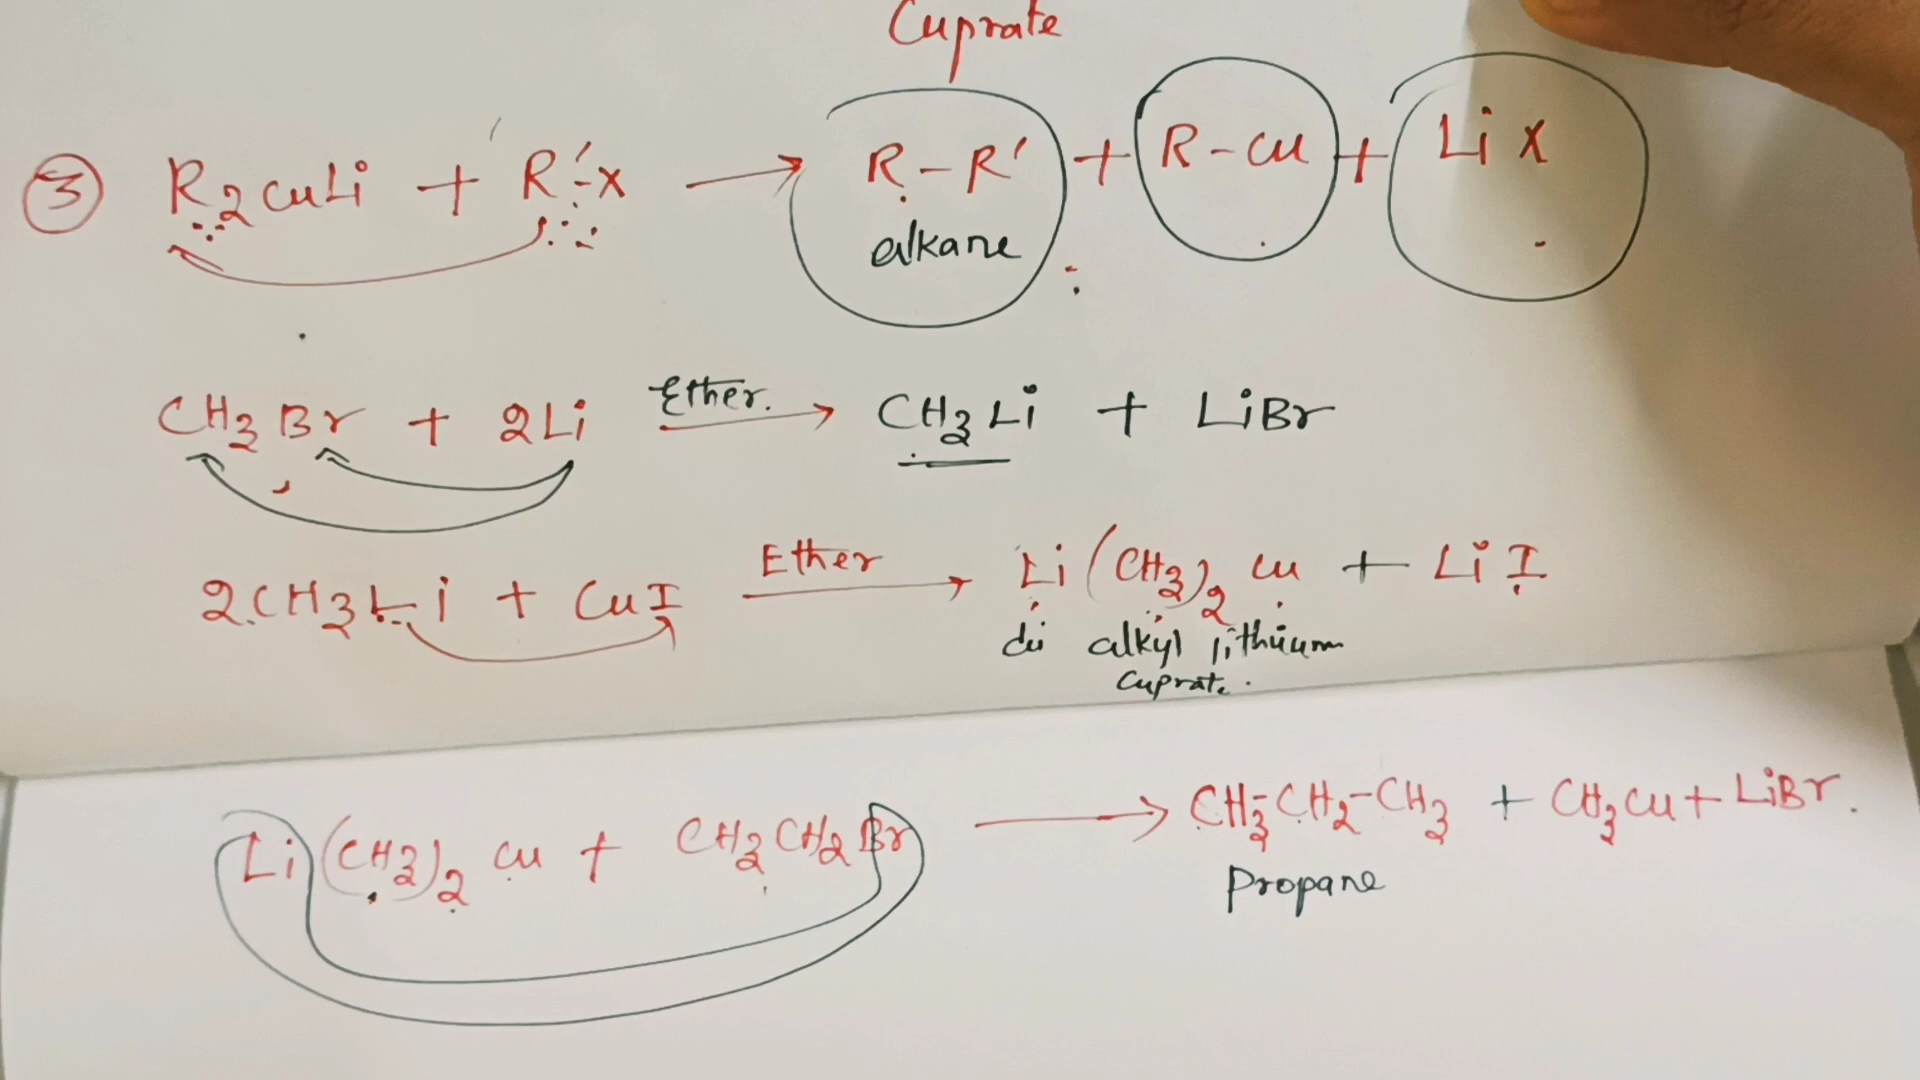 Cuprate
③ R₂CuLi + R'-X → R-R' + R-Cu + LiX
alkane
CH₃Br + 2Li Ether. → CH₃Li + LiBr
2CH₃Li + CuI Ether → Li(CH₃)₂Cu + LiI
di alkyl lithium
Cuprate.
Li(CH₃)₂Cu + CH₃CH₂Br → CH₃-CH₂-CH₃ + CH₃Cu + LiBr.
Propane